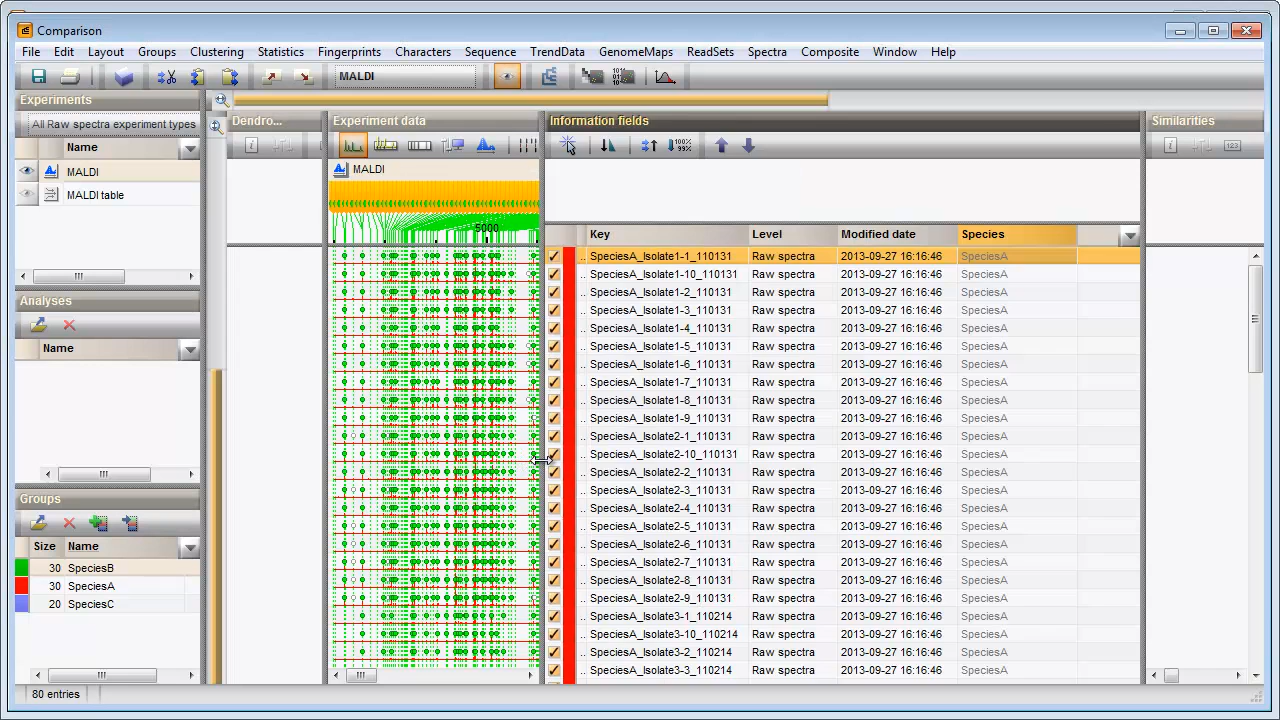 Comparison
File Edit Layout Groups Clustering Statistics Fingerprints Characters Sequence TrendData GenomeMaps ReadSets Spectra Composite Window Help
MALDI
Experiments
All Raw spectra experiment types
Name
MALDI
MALDI table
Analyses
Name
Groups
Size Name
30 SpeciesB
30 SpeciesA
20 SpeciesC
80 entries
Dendro...
Experiment data
MALDI
5000
Information fields
Key Level Modified date Species
SpeciesA_Isolate1-1_110131 Raw spectra 2013-09-27 16:16:46 SpeciesA
SpeciesA_Isolate1-10_110131 Raw spectra 2013-09-27 16:16:46 SpeciesA
SpeciesA_Isolate1-2_110131 Raw spectra 2013-09-27 16:16:46 SpeciesA
SpeciesA_Isolate1-3_110131 Raw spectra 2013-09-27 16:16:46 SpeciesA
SpeciesA_Isolate1-4_110131 Raw spectra 2013-09-27 16:16:46 SpeciesA
SpeciesA_Isolate1-5_110131 Raw spectra 2013-09-27 16:16:46 SpeciesA
SpeciesA_Isolate1-6_110131 Raw spectra 2013-09-27 16:16:46 SpeciesA
SpeciesA_Isolate1-7_110131 Raw spectra 2013-09-27 16:16:46 SpeciesA
SpeciesA_Isolate1-8_110131 Raw spectra 2013-09-27 16:16:46 SpeciesA
SpeciesA_Isolate1-9_110131 Raw spectra 2013-09-27 16:16:46 SpeciesA
SpeciesA_Isolate2-1_110131 Raw spectra 2013-09-27 16:16:46 SpeciesA
SpeciesA_Isolate2-10_110131 Raw spectra 2013-09-27 16:16:46 SpeciesA
SpeciesA_Isolate2-2_110131 Raw spectra 2013-09-27 16:16:46 SpeciesA
SpeciesA_Isolate2-3_110131 Raw spectra 2013-09-27 16:16:46 SpeciesA
SpeciesA_Isolate2-4_110131 Raw spectra 2013-09-27 16:16:46 SpeciesA
SpeciesA_Isolate2-5_110131 Raw spectra 2013-09-27 16:16:46 SpeciesA
SpeciesA_Isolate2-6_110131 Raw spectra 2013-09-27 16:16:46 SpeciesA
SpeciesA_Isolate2-7_110131 Raw spectra 2013-09-27 16:16:46 SpeciesA
SpeciesA_Isolate2-8_110131 Raw spectra 2013-09-27 16:16:46 SpeciesA
SpeciesA_Isolate2-9_110131 Raw spectra 2013-09-27 16:16:46 SpeciesA
SpeciesA_Isolate3-1_110214 Raw spectra 2013-09-27 16:16:46 SpeciesA
SpeciesA_Isolate3-10_110214 Raw spectra 2013-09-27 16:16:46 SpeciesA
SpeciesA_Isolate3-2_110214 Raw spectra 2013-09-27 16:16:46 SpeciesA
SpeciesA_Isolate3-3_110214 Raw spectra 2013-09-27 16:16:46 SpeciesA
Similarities